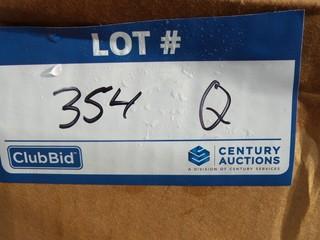 LOT #
354 Q
ClubBid
CENTURY
AUCTIONS
A DIVISION OF CENTURY SERVICES